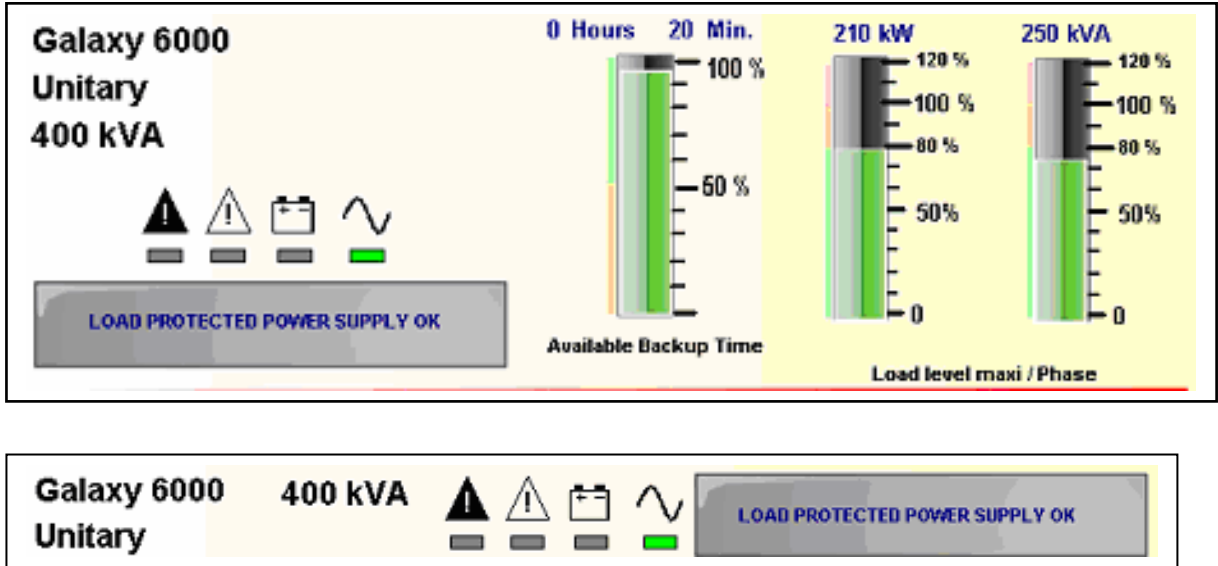 Galaxy 6000
Unitary
400 kVA
LOAD PROTECTED POWER SUPPLY OK
0 Hours 20 Min.
100 %
50 %
Available Backup Time
210 kW
120 %
100 %
80 %
50%
0
250 kVA
120 %
100 %
80 %
50%
0
Load level maxi / Phase
Galaxy 6000
Unitary
400 kVA
LOAD PROTECTED POWER SUPPLY OK